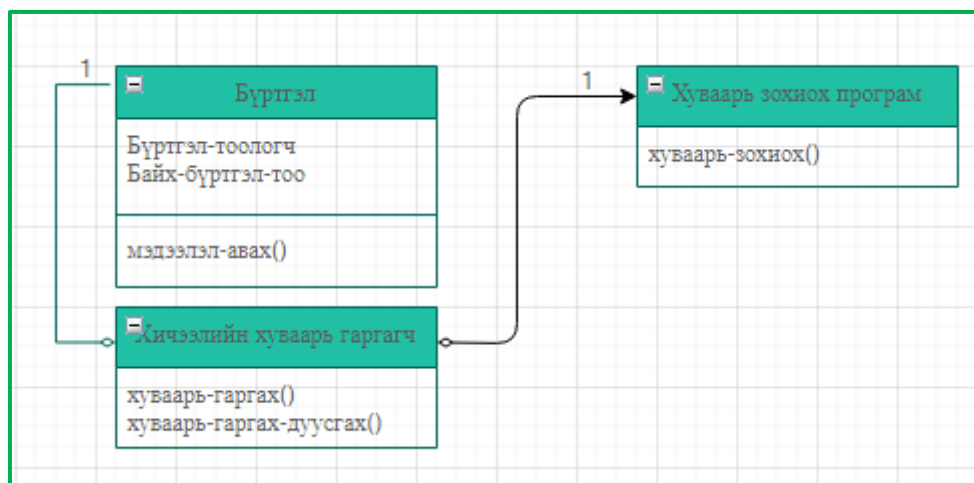 1
Бүртгэл
Бүртгэл-тоологч
Байх-бүртгэл-тоо
мэдээлэл-авах()
Хичээлийн хуваарь гаргагч
хуваарь-гаргах()
хуваарь-гаргах-дуусгах()
1
Хуваарь зохиох програм
хуваарь-зохиох()